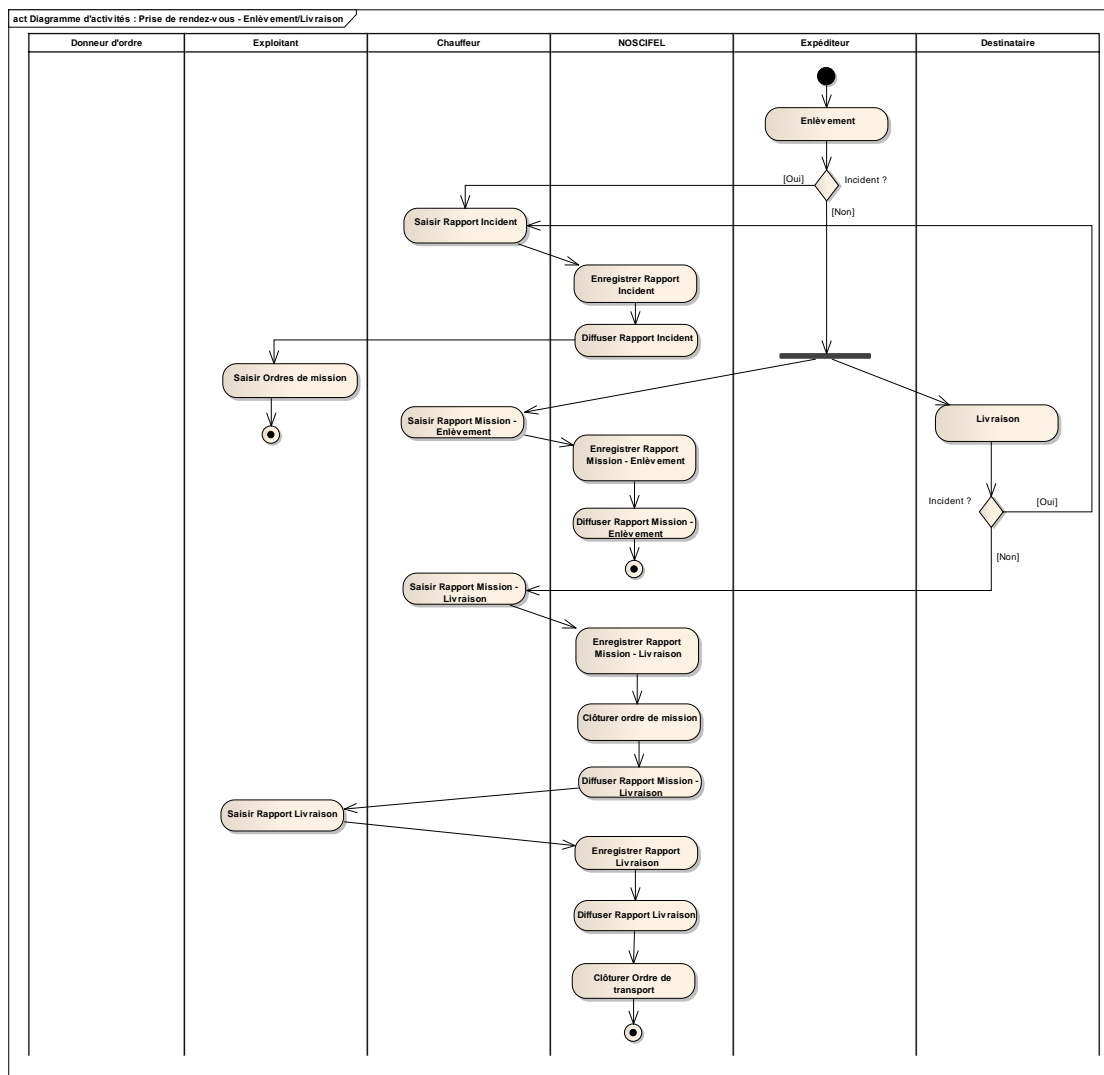 act Diagramme d'activités : Prise de rendez-vous - Enlèvement/Livraison
Donneur d'ordre
Exploitant
Chauffeur
NOSCIFEL
Expéditeur
Destinataire
Enlèvement
[Oui]
Incident ?
[Non]
Saisir Rapport Incident
Enregistrer Rapport
Incident
Diffuser Rapport Incident
Saisir Ordres de mission
Saisir Rapport Mission -
Enlèvement
Livraison
Enregistrer Rapport
Mission - Enlèvement
Incident ?
[Oui]
Diffuser Rapport Mission -
Enlèvement
[Non]
Saisir Rapport Mission -
Livraison
Enregistrer Rapport
Mission - Livraison
Clôturer ordre de mission
Diffuser Rapport Mission -
Livraison
Saisir Rapport Livraison
Enregistrer Rapport
Livraison
Diffuser Rapport Livraison
Clôturer Ordre de
transport